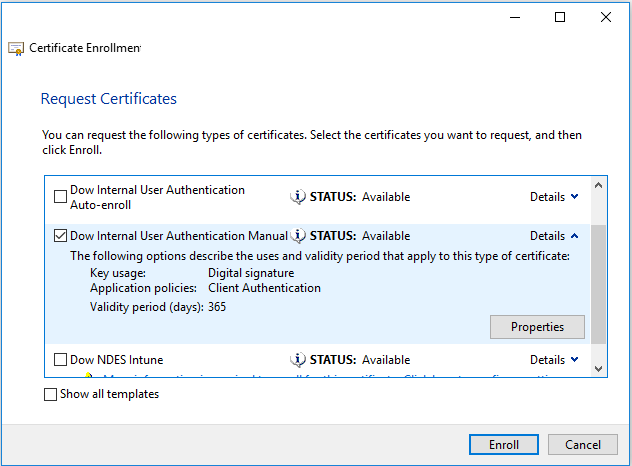 Certificate Enrollment
Request Certificates
You can request the following types of certificates. Select the certificates you want to request, and then
click Enroll.
Dow Internal User Authentication
Auto-enroll
STATUS: Available
Details
Dow Internal User Authentication Manual
STATUS: Available
Details
The following options describe the uses and validity period that apply to this type of certificate:
Key usage: Digital signature
Application policies: Client Authentication
Validity period (days): 365
Properties
Dow NDES Intune
STATUS: Available
Details
Show all templates
Enroll
Cancel